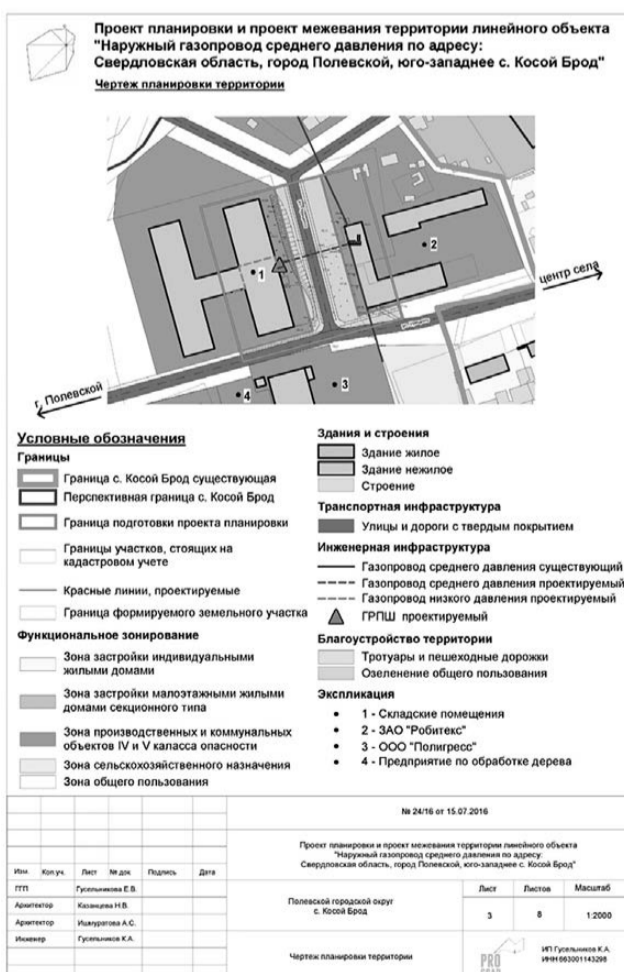 Проект планировки и проект межевания территории линейного объекта
"Наружный газопровод среднего давления по адресу:
Свердловская область, город Полевской, юго-западнее с. Косой Брод"
Чертеж планировки территории
1
2
3
4
центр села
г. Полевской
Условные обозначения
Границы
Граница с. Косой Брод существующая
Перспективная граница с. Косой Брод
Граница подготовки проекта планировки
Границы участков, стоящих на
кадастровом учете
Красные линии, проектируемые
Граница формируемого земельного участка
Функциональное зонирование
Зона застройки индивидуальными
жилыми домами
Зона застройки малоэтажными жилыми
домами секционного типа
Зона производственных и коммунальных
объектов IV и V каласса опасности
Зона сельскохозяйственного назначения
Зона общего пользования
Здания и строения
Здание жилое
Здание нежилое
Строение
Транспортная инфраструктура
Улицы и дороги с твердым покрытием
Инженерная инфраструктура
Газопровод среднего давления существующий
Газопровод среднего давления проектируемый
Газопровод низкого давления проектируемый
ГРПШ проектируемый
Благоустройство территории
Тротуары и пешеходные дорожки
Озеленение общего пользования
Экспликация
1 - Складские помещения
2 - ЗАО "Робитекс"
3 - ООО "Полигресс"
4 - Предприятие по обработке дерева
№ 24/16 от 15.07.2016
Проект планировки и проект межевания территории линейного объекта
"Наружный газопровод среднего давления по адресу:
Свердловская область, город Полевской, юго-западнее с. Косой Брод"
Изм. Кол.уч. Лист № док Подпись Дата
ГГП Гусельникова Е.В.
Архитектор Казанцева Н.В.
Архитектор Ишмуратова А.С.
Инженер Гусельников К.А.
Полевской городской округ
с. Косой Брод
Лист Листов Масштаб
3 8 1:2000
Чертеж планировки территории
PRO
GRAD
ИП Гусельников К.А.
ИНН 663001143298